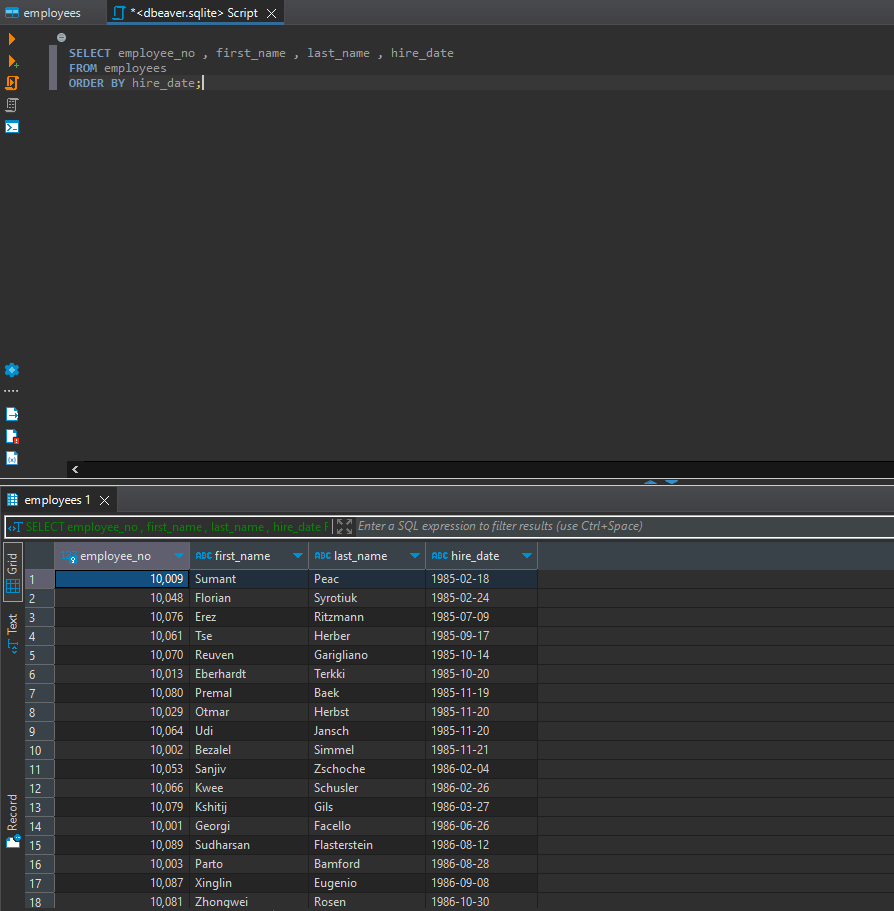 employees
*<dbeaver.sqlite> Script
SELECT employee_no , first_name , last_name , hire_date
FROM employees
ORDER BY hire_date;
employees 1
SELECT employee_no , first_name , last_name , hire_date F
Enter a SQL expression to filter results (use Ctrl+Space)
Grid
Text
Record
123 employee_no ABC first_name ABC last_name ABC hire_date
1 10,009 Sumant Peac 1985-02-18
2 10,048 Florian Syrotiuk 1985-02-24
3 10,076 Erez Ritzmann 1985-07-09
4 10,061 Tse Herber 1985-09-17
5 10,070 Reuven Garigliano 1985-10-14
6 10,013 Eberhardt Terkki 1985-10-20
7 10,080 Premal Baek 1985-11-19
8 10,029 Otmar Herbst 1985-11-20
9 10,064 Udi Jansch 1985-11-20
10 10,002 Bezalel Simmel 1985-11-21
11 10,053 Sanjiv Zschoche 1986-02-04
12 10,066 Kwee Schusler 1986-02-26
13 10,079 Kshitij Gils 1986-03-27
14 10,001 Georgi Facello 1986-06-26
15 10,089 Sudharsan Flasterstein 1986-08-12
16 10,003 Parto Bamford 1986-08-28
17 10,087 Xinglin Eugenio 1986-09-08
18 10,081 Zhongwei Rosen 1986-10-30